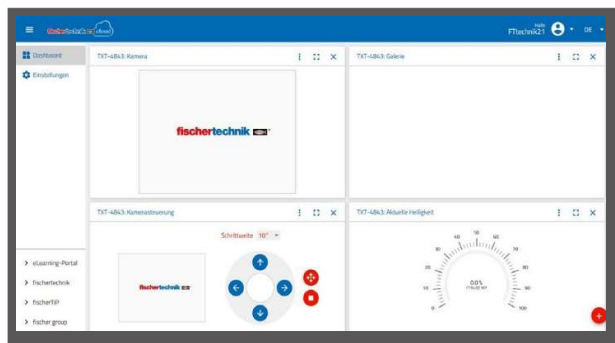 fischertechnik cloud
Hallo
FTtechnik21
DE
Dashboard
Einstellungen
TXT-4843: Kamera
fischertechnik
TXT-4843: Galerie
TXT-4843: Kamerasteuerung
Schrittweite 10°
fischertechnik
TXT-4843: Aktuelle Helligkeit
0 10 20 30 40 50 60 70 80 90 100
0.0 %
eLearning-Portal
fischertechnik
fischerTiP
fischer group